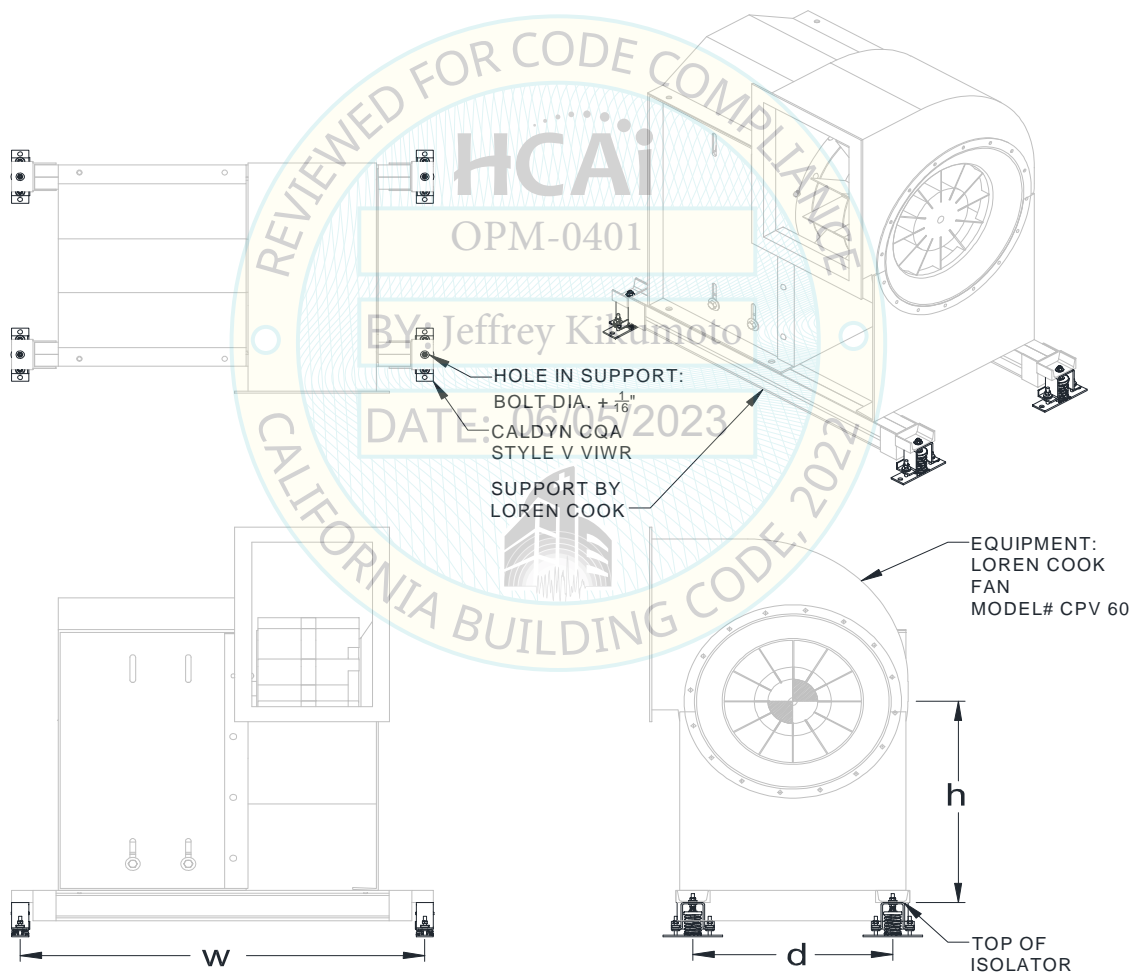 REVIEWED FOR CODE COMPLIANCE
HCAi
OPM-0401
BY: Jeffrey Kikumoto
DATE: 06/05/2023
CALIFORNIA BUILDING CODE, 2022
HOLE IN SUPPORT:
BOLT DIA. + 1/16"
CALDYN CQA
STYLE V VIWR
SUPPORT BY
LOREN COOK
EQUIPMENT:
LOREN COOK
FAN
MODEL# CPV 60
h
w
d
TOP OF
ISOLATOR